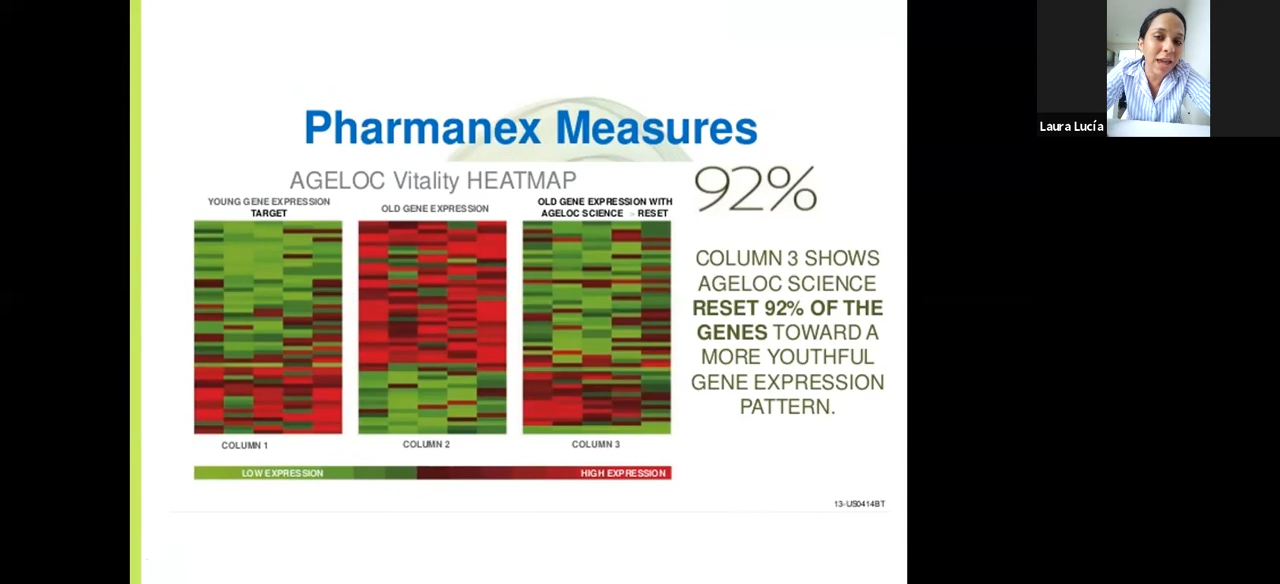 Pharmanex Measures
AGELOC Vitality HEATMAP
92%
YOUNG GENE EXPRESSION
TARGET
OLD GENE EXPRESSION
OLD GENE EXPRESSION WITH
AGELOC SCIENCE - RESET
COLUMN 3 SHOWS
AGELOC SCIENCE
RESET 92% OF THE
GENES TOWARD A
MORE YOUTHFUL
GENE EXPRESSION
PATTERN.
COLUMN 1
COLUMN 2
COLUMN 3
LOW EXPRESSION
HIGH EXPRESSION
13-US0414BT
Laura Lucía